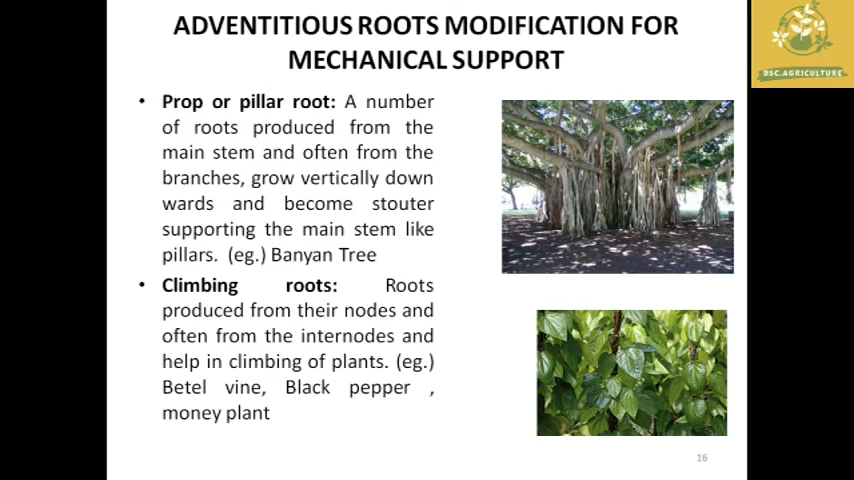 ADVENTITIOUS ROOTS MODIFICATION FOR
MECHANICAL SUPPORT
• Prop or pillar root: A number
of roots produced from the
main stem and often from the
branches, grow vertically down
wards and become stouter
supporting the main stem like
pillars. (eg.) Banyan Tree
• Climbing roots: Roots
produced from their nodes and
often from the internodes and
help in climbing of plants. (eg.)
Betel vine, Black pepper ,
money plant
16
BSC.AGRICULTURE